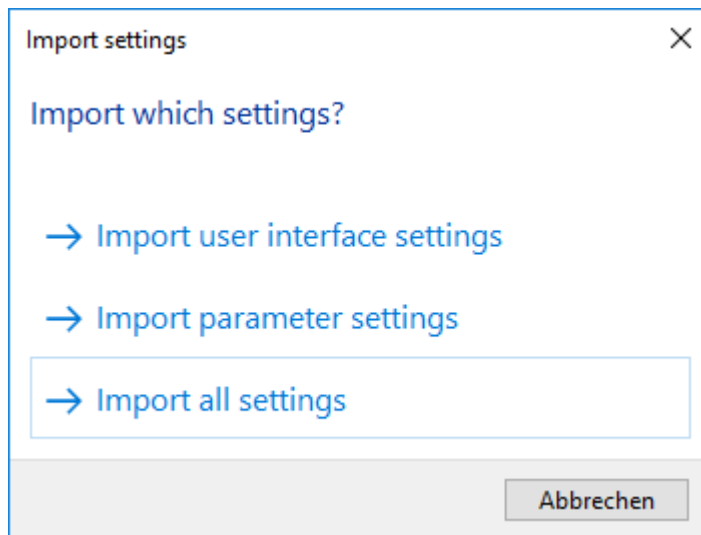 Import settings
Import which settings?
Import user interface settings
Import parameter settings
Import all settings
Abbrechen